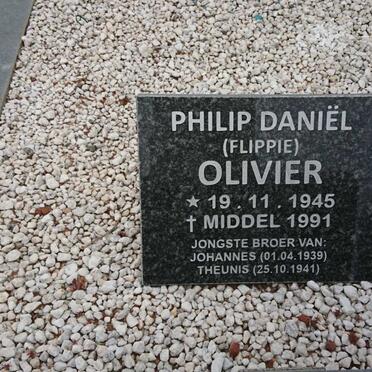 PHILIP DANIËL
(FLIPPIE)
OLIVIER
★ 19 . 11 . 1945
† MIDDEL 1991
JONGSTE BROER VAN:
JOHANNES (01.04.1939)
THEUNIS (25.10.1941)